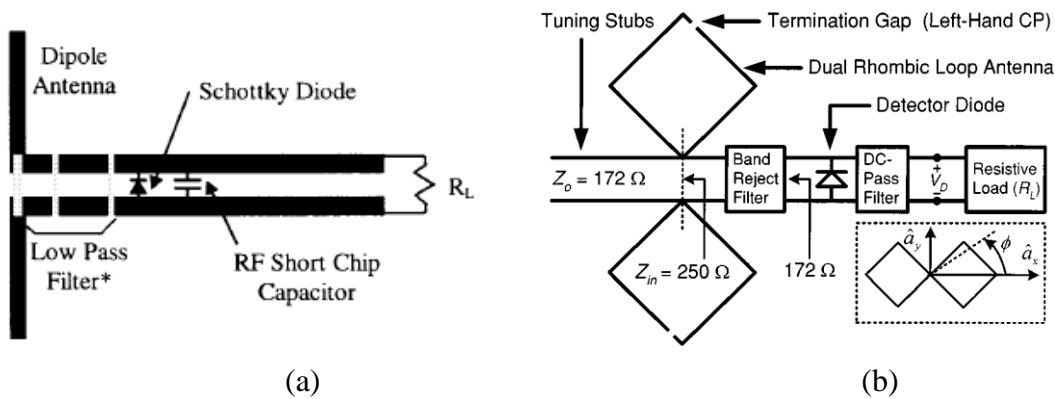 Dipole
Antenna
Schottky Diode
Low Pass
Filter*
RF Short Chip
Capacitor
R_L
(a)
Tuning Stubs
Termination Gap (Left-Hand CP)
Dual Rhombic Loop Antenna
Detector Diode
Z_o = 172 Ω
Band
Reject
Filter
DC-
Pass
Filter
+
V_D
−
Resistive
Load (R_L)
Z_in = 250 Ω
172 Ω
â_y
ϕ
â_x
(b)